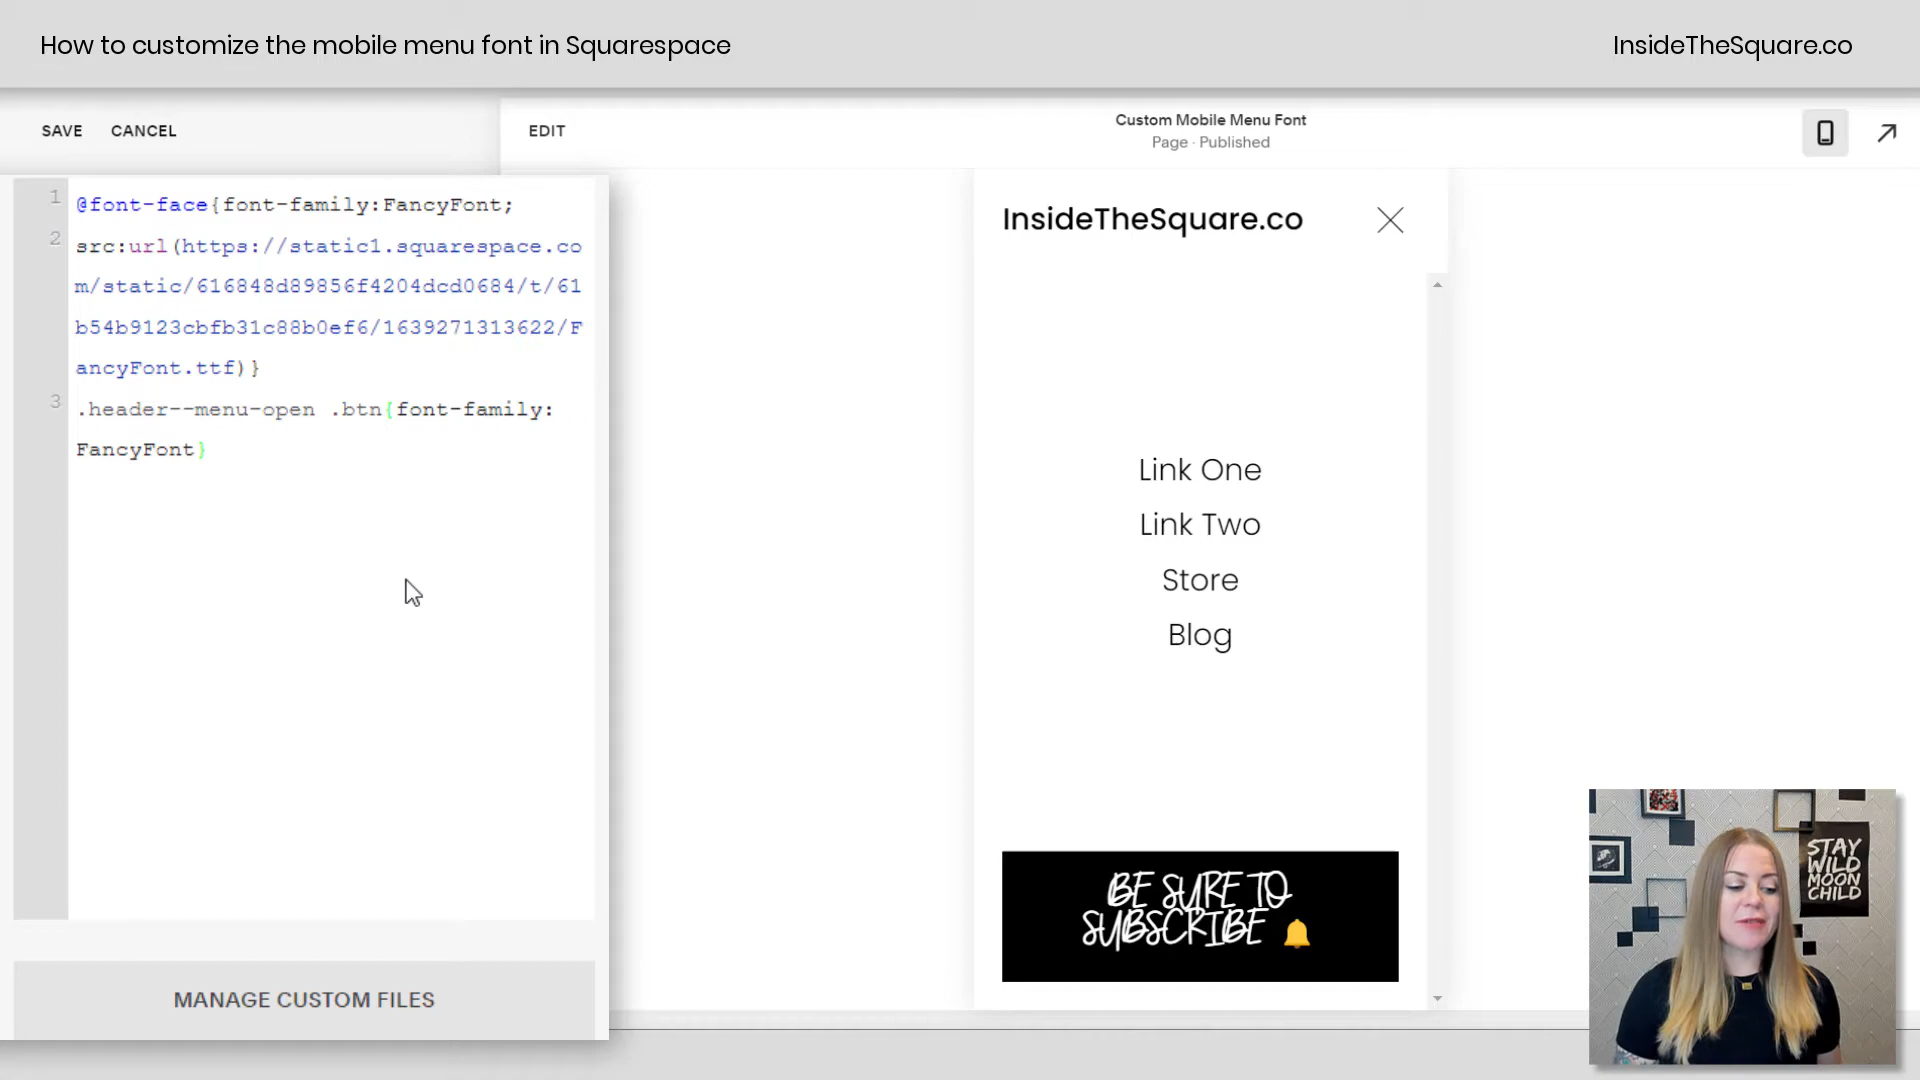 How to customize the mobile menu font in Squarespace
InsideTheSquare.co
SAVE CANCEL
EDIT
Custom Mobile Menu Font
Page · Published
1 @font-face{font-family:FancyFont;
2 src:url(https://static1.squarespace.co
m/static/616848d89856f4204dcd0684/t/61
b54b9123cbfb31c88b0ef6/1639271313622/F
ancyFont.ttf)}
3 .header--menu-open .btn{font-family:
FancyFont}
MANAGE CUSTOM FILES
InsideTheSquare.co
Link One
Link Two
Store
Blog
BE SURE TO
SUBSCRIBE 🔔
STAY
WILD
MOON
CHILD